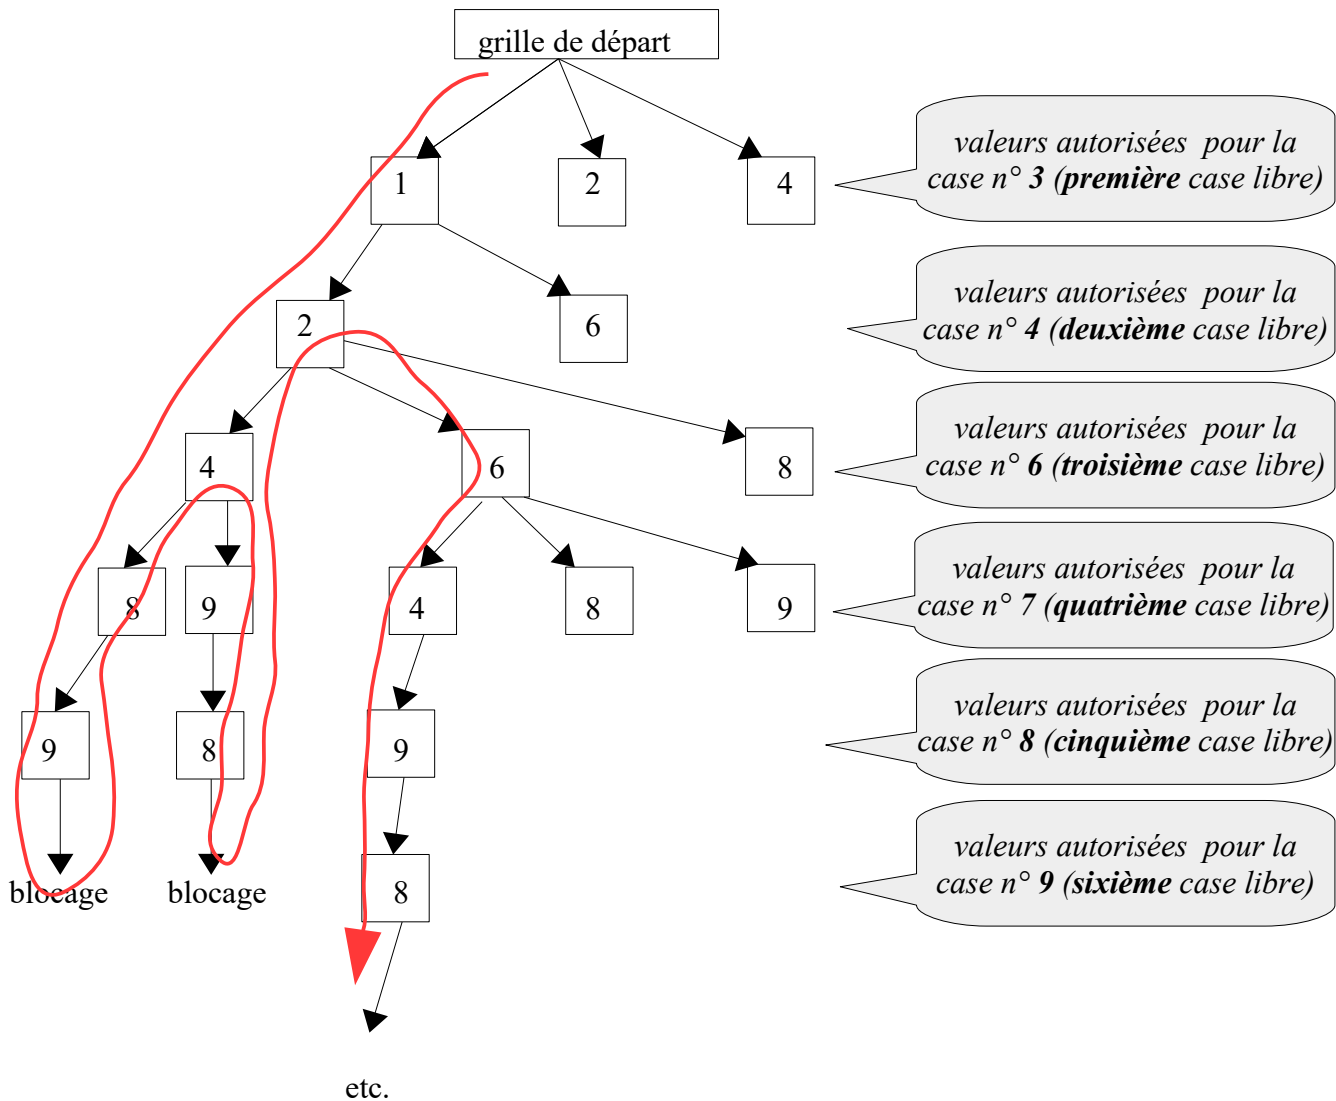 grille de départ
1
2
4
valeurs autorisées pour la
case n° 3 (première case libre)
2
6
valeurs autorisées pour la
case n° 4 (deuxième case libre)
4
6
8
valeurs autorisées pour la
case n° 6 (troisième case libre)
8
9
4
8
9
valeurs autorisées pour la
case n° 7 (quatrième case libre)
9
8
9
valeurs autorisées pour la
case n° 8 (cinquième case libre)
blocage
blocage
8
valeurs autorisées pour la
case n° 9 (sixième case libre)
etc.